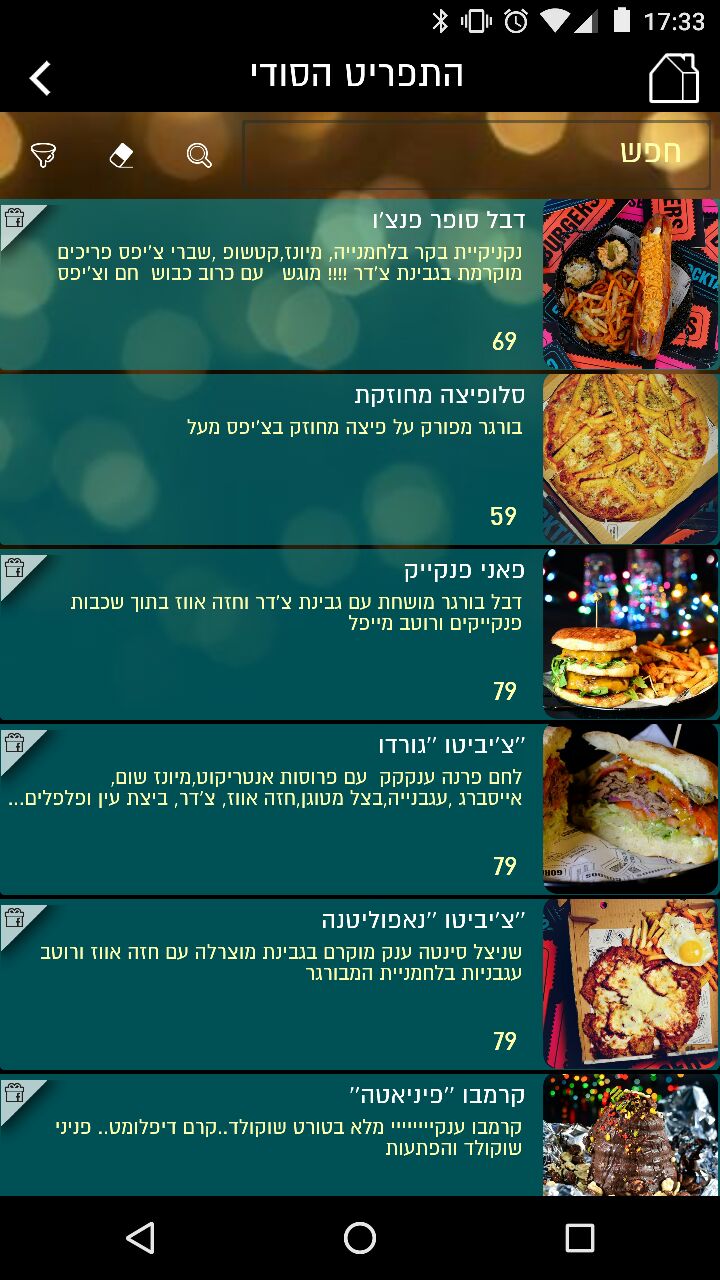 17:33
התפריט הסודי
חפש
דבל סופר פנצ'ו
נקניקיית בקר בלחמנייה, מיונז,קטשופ ,שברי צ'יפס פריכים
מוקרמת בגבינת צ'דר !!!! מוגש עם כרוב כבוש חם וצ'יפס
69
סלופיצה מחוזקת
בורגר מפורק על פיצה מחוזק בצ'יפס מעל
59
פאני פנקייק
דבל בורגר מושחת עם גבינת צ'דר וחזה אווז בתוך שכבות
פנקייקים ורוטב מייפל
79
''צ'יביטו ''גורדו
לחם פרנה ענקקק עם פרוסות אנטריקוט,מיונז שום,
אייסברג ,עגבנייה,בצל מטוגן,חזה אווז, צ'דר, ביצת עין ופלפלים...
79
''צ'יביטו ''נאפוליטנה
שניצל סינטה ענק מוקרם בגבינת מוצרלה עם חזה אווז ורוטב
עגבניות בלחמניית המבורגר
79
קרמבו ''פיניאטה''
קרמבו ענקיייייייי מלא בטורט שוקולד..קרם דיפלומט.. פניני
שוקולד והפתעות